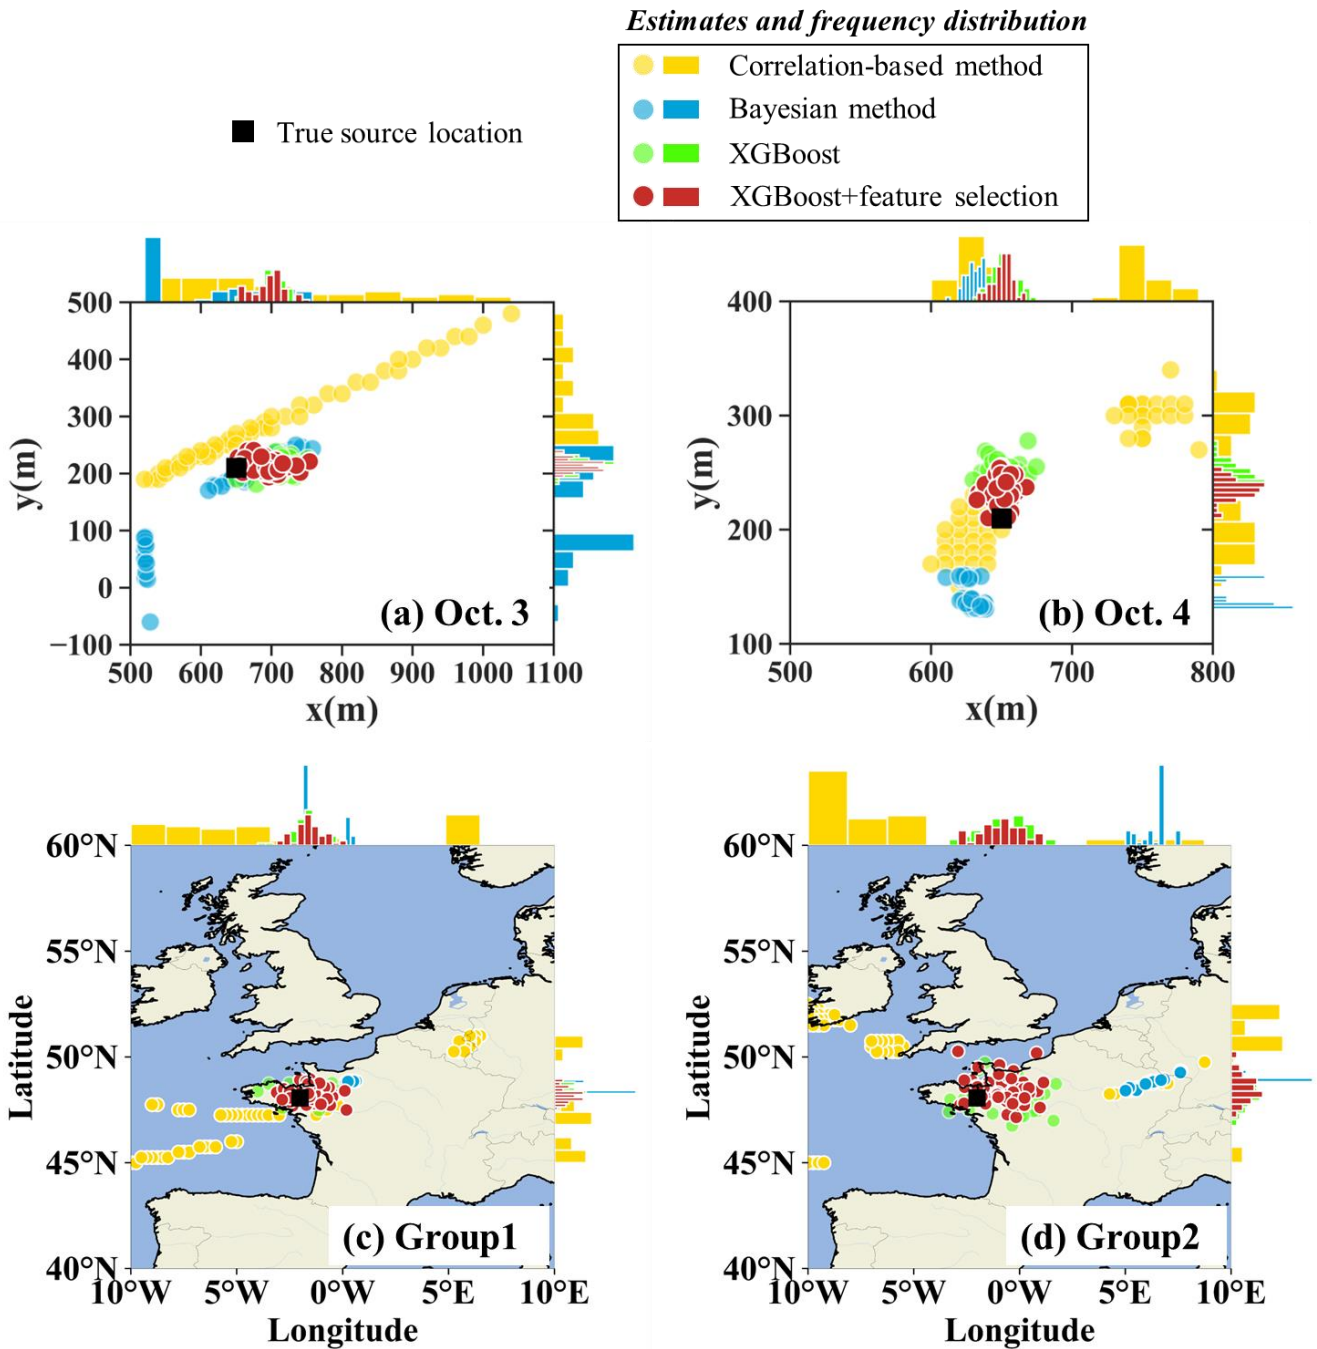 Estimates and frequency distribution
True source location
Correlation-based method
Bayesian method
XGBoost
XGBoost+feature selection
500
400
300
200
100
0
−100
y(m)
(a) Oct. 3
500 600 700 800 900 1000 1100
x(m)
400
300
200
100
y(m)
(b) Oct. 4
500 600 700 800
x(m)
60°N
55°N
50°N
45°N
40°N
Latitude
(c) Group1
10°W 5°W 0°W 5°E 10°E
Longitude
60°N
55°N
50°N
45°N
40°N
Latitude
(d) Group2
10°W 5°W 0°W 5°E 10°E
Longitude